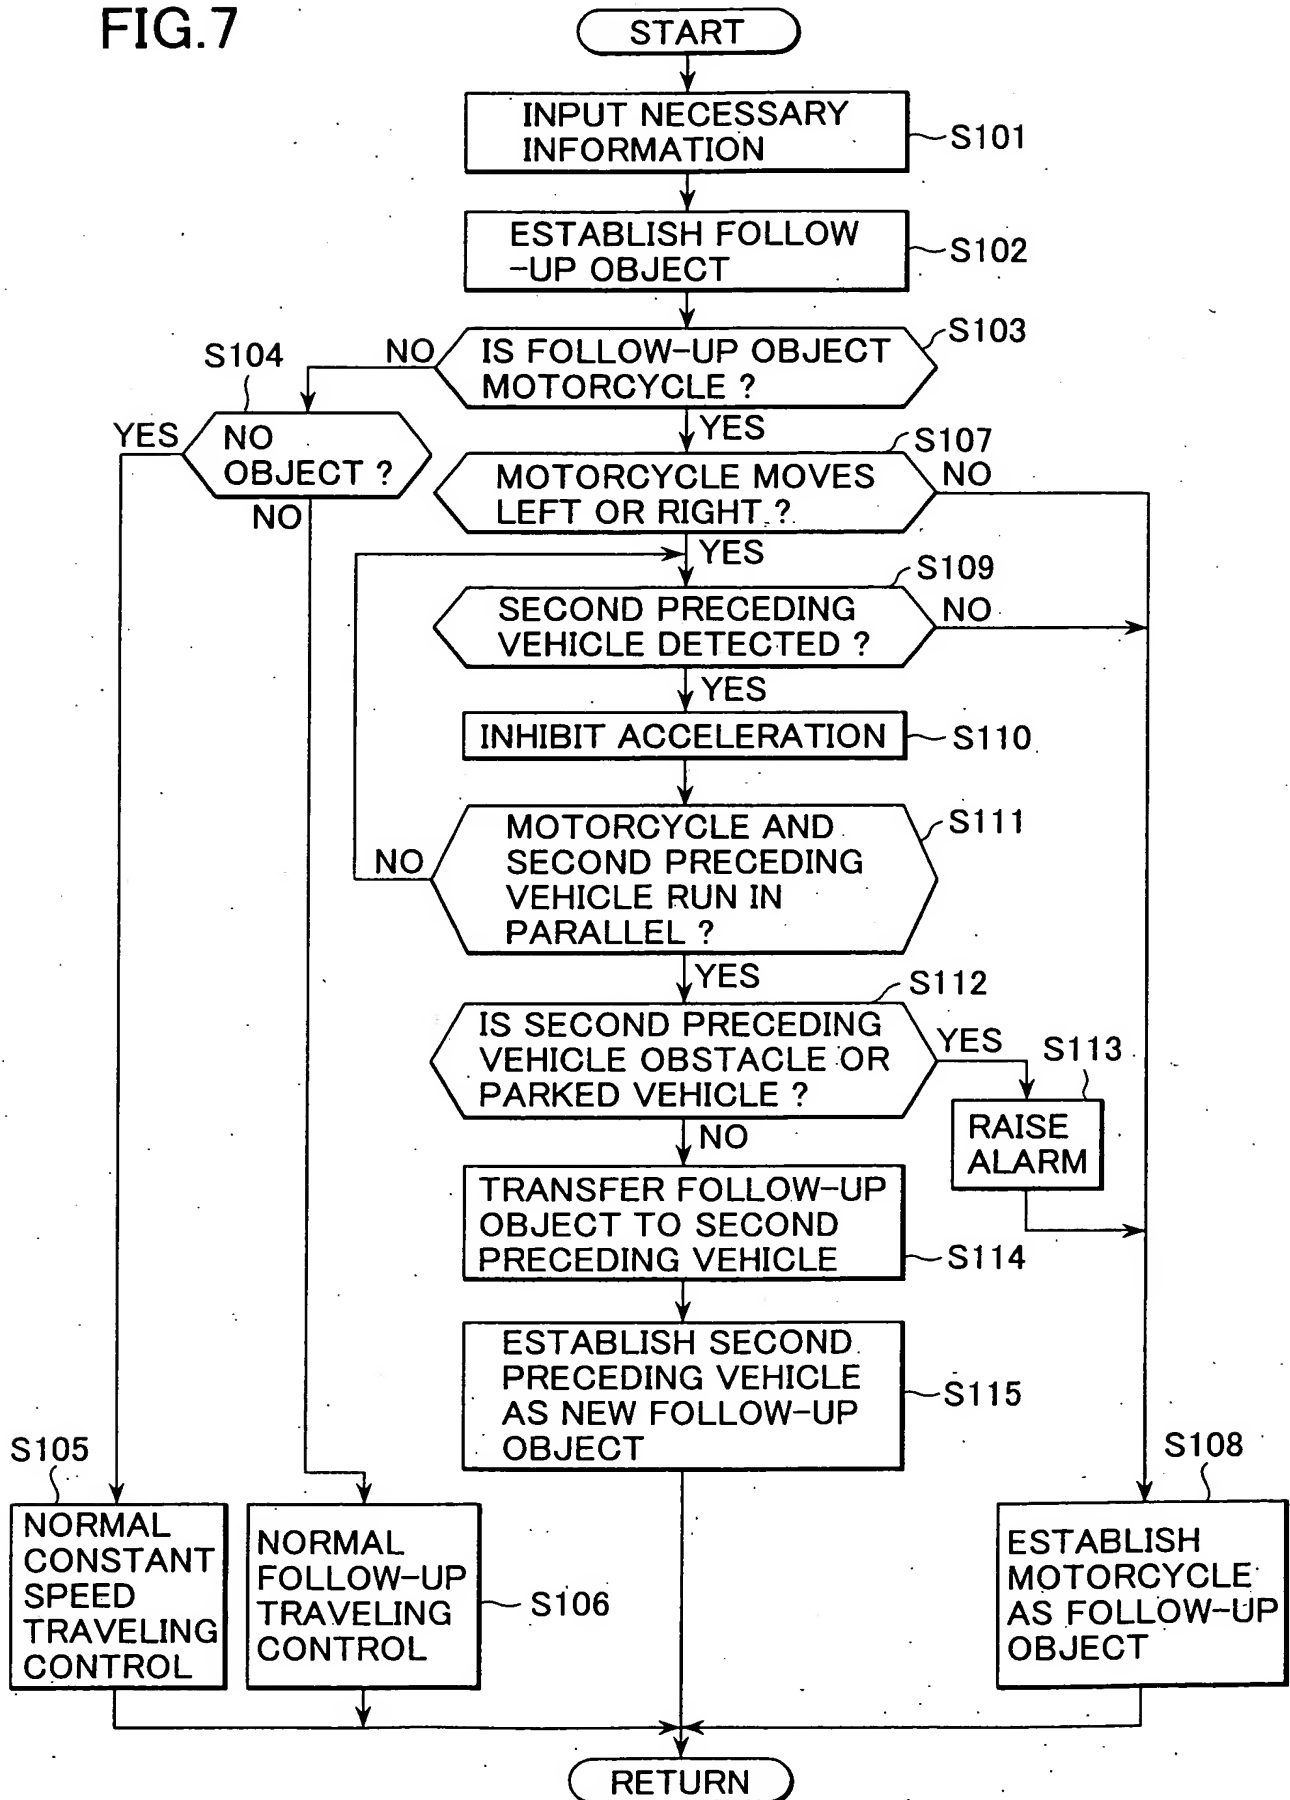 FIG.7
START
INPUT NECESSARY
INFORMATION
S101
ESTABLISH FOLLOW
-UP OBJECT
S102
IS FOLLOW-UP OBJECT
MOTORCYCLE ?
S103
NO
YES
S104
NO
OBJECT ?
YES
NO
MOTORCYCLE MOVES
LEFT OR RIGHT ?
S107
NO
YES
SECOND PRECEDING
VEHICLE DETECTED ?
S109
NO
YES
INHIBIT ACCELERATION
S110
MOTORCYCLE AND
SECOND PRECEDING
VEHICLE RUN IN
PARALLEL ?
S111
NO
YES
IS SECOND PRECEDING
VEHICLE OBSTACLE OR
PARKED VEHICLE ?
S112
YES
NO
S113
RAISE
ALARM
TRANSFER FOLLOW-UP
OBJECT TO SECOND
PRECEDING VEHICLE
S114
ESTABLISH SECOND
PRECEDING VEHICLE
AS NEW FOLLOW-UP
OBJECT
S115
S105
NORMAL
CONSTANT
SPEED
TRAVELING
CONTROL
NORMAL
FOLLOW-UP
TRAVELING
CONTROL
S106
S108
ESTABLISH
MOTORCYCLE
AS FOLLOW-UP
OBJECT
RETURN